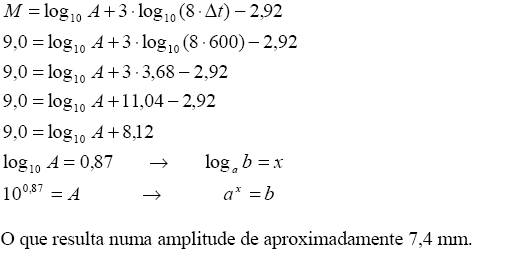 M = log₁₀ A + 3 · log₁₀ (8 · Δt) − 2,92
9,0 = log₁₀ A + 3 · log₁₀ (8 · 600) − 2,92
9,0 = log₁₀ A + 3 · 3,68 − 2,92
9,0 = log₁₀ A + 11,04 − 2,92
9,0 = log₁₀ A + 8,12
log₁₀ A = 0,87 → logₐ b = x
10^0,87 = A → aˣ = b
O que resulta numa amplitude de aproximadamente 7,4 mm.